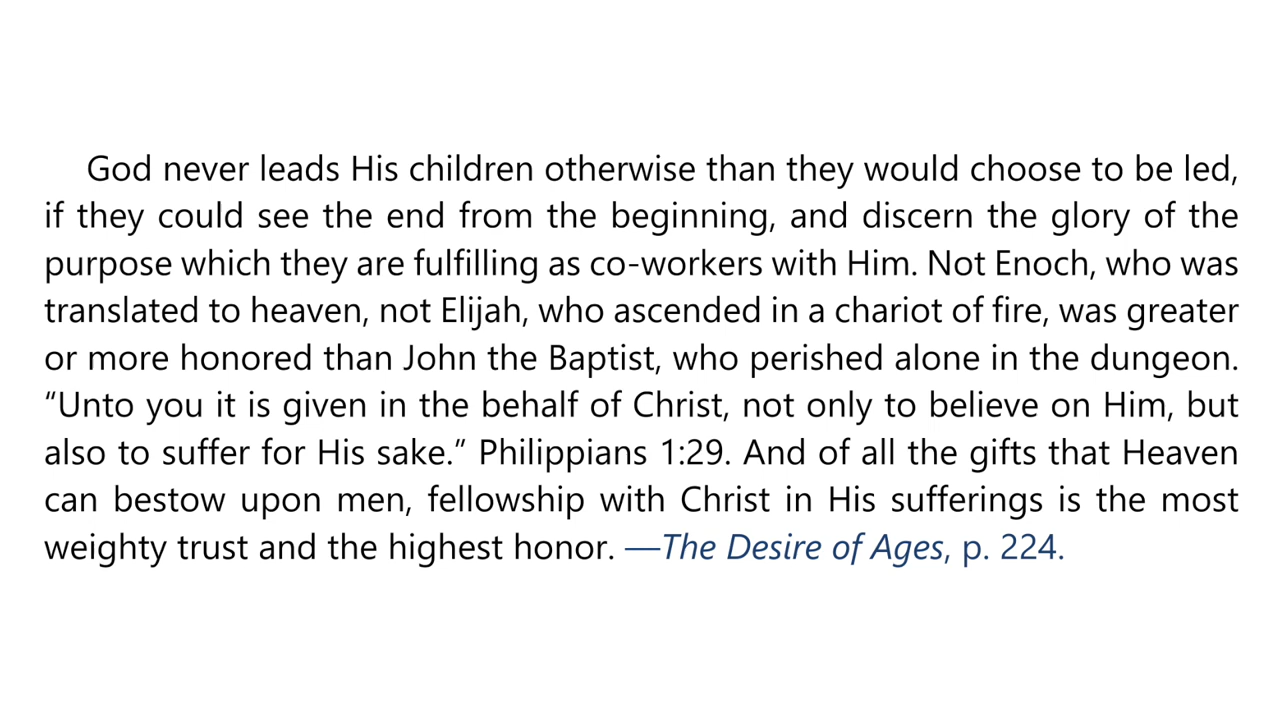 God never leads His children otherwise than they would choose to be led,
if they could see the end from the beginning, and discern the glory of the
purpose which they are fulfilling as co-workers with Him. Not Enoch, who was
translated to heaven, not Elijah, who ascended in a chariot of fire, was greater
or more honored than John the Baptist, who perished alone in the dungeon.
“Unto you it is given in the behalf of Christ, not only to believe on Him, but
also to suffer for His sake.” Philippians 1:29. And of all the gifts that Heaven
can bestow upon men, fellowship with Christ in His sufferings is the most
weighty trust and the highest honor. —The Desire of Ages, p. 224.